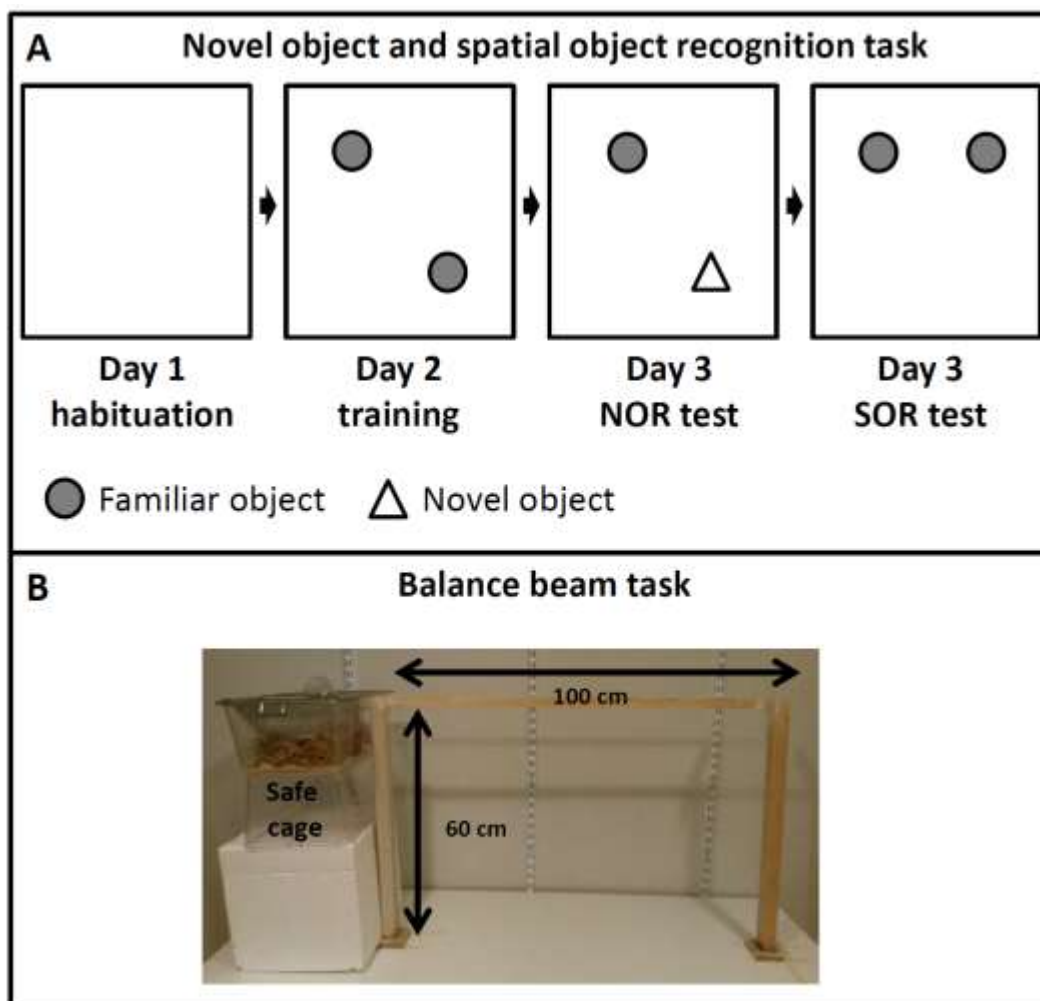 A
Novel object and spatial object recognition task
Day 1
habituation
Day 2
training
Day 3
NOR test
Day 3
SOR test
Familiar object
Novel object
B
Balance beam task
100 cm
Safe
cage
60 cm